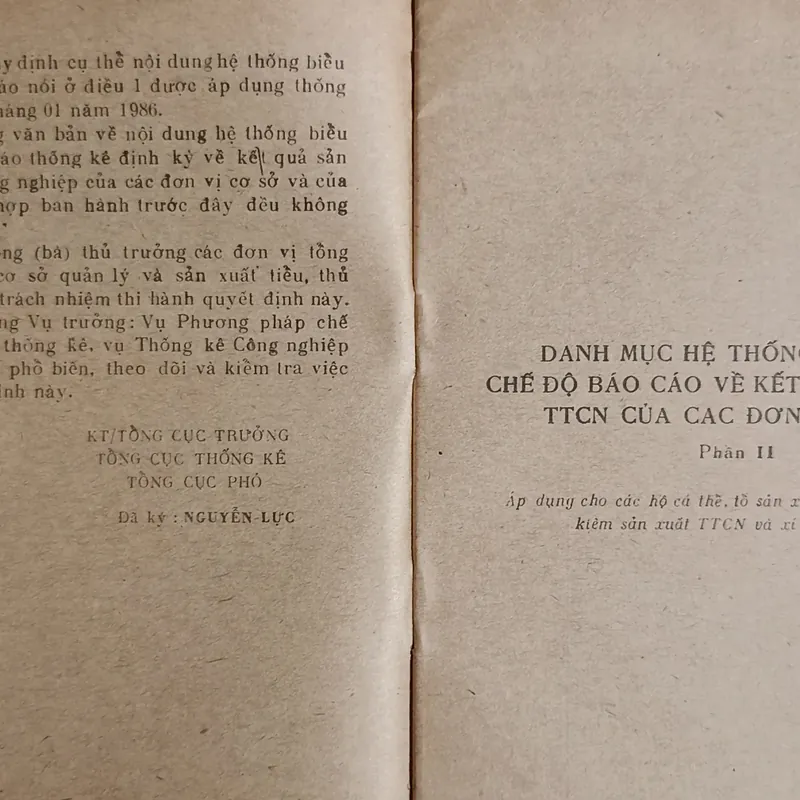 y định cụ thể nội dung hệ thống biểu
áo nói ở điều 1 được áp dụng thống
háng 01 năm 1986.
g văn bản về nội dung hệ thống biểu
áo thống kê định kỳ về kết quả sản
g nghiệp của các đơn vị cơ sở và của
hợp ban hành trước đây đều không
ng (bà) thủ trưởng các đơn vị tổng
cơ sở quản lý và sản xuất tiểu, thủ
trách nhiệm thi hành quyết định này.
ng Vụ trưởng: Vụ Phương pháp chế
thống kê, vụ Thống kê Công nghiệp
phổ biến, theo dõi và kiểm tra việc
ịnh này.
KT/TỔNG CỤC TRƯỞNG
TỔNG CỤC THỐNG KÊ
TỔNG CỤC PHÓ
Đã ký: NGUYỄN-LỰC
DANH MỤC HỆ THỐNG
CHẾ ĐỘ BÁO CÁO VỀ KẾT
TTCN CỦA CAC ĐƠN
Phần II
Áp dụng cho các hộ cá thể, tổ sản x
kiêm sản xuất TTCN và xi